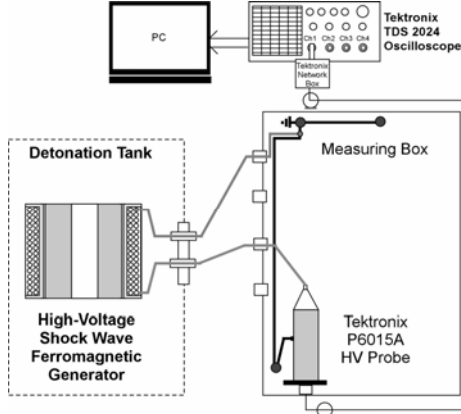 PC
Tektronix
TDS 2024
Oscilloscope
Ch1 Ch2 Ch3 Ch4
Tektronix
Network
Box
Detonation Tank
Measuring Box
High-Voltage
Shock Wave
Ferromagnetic
Generator
Tektronix
P6015A
HV Probe